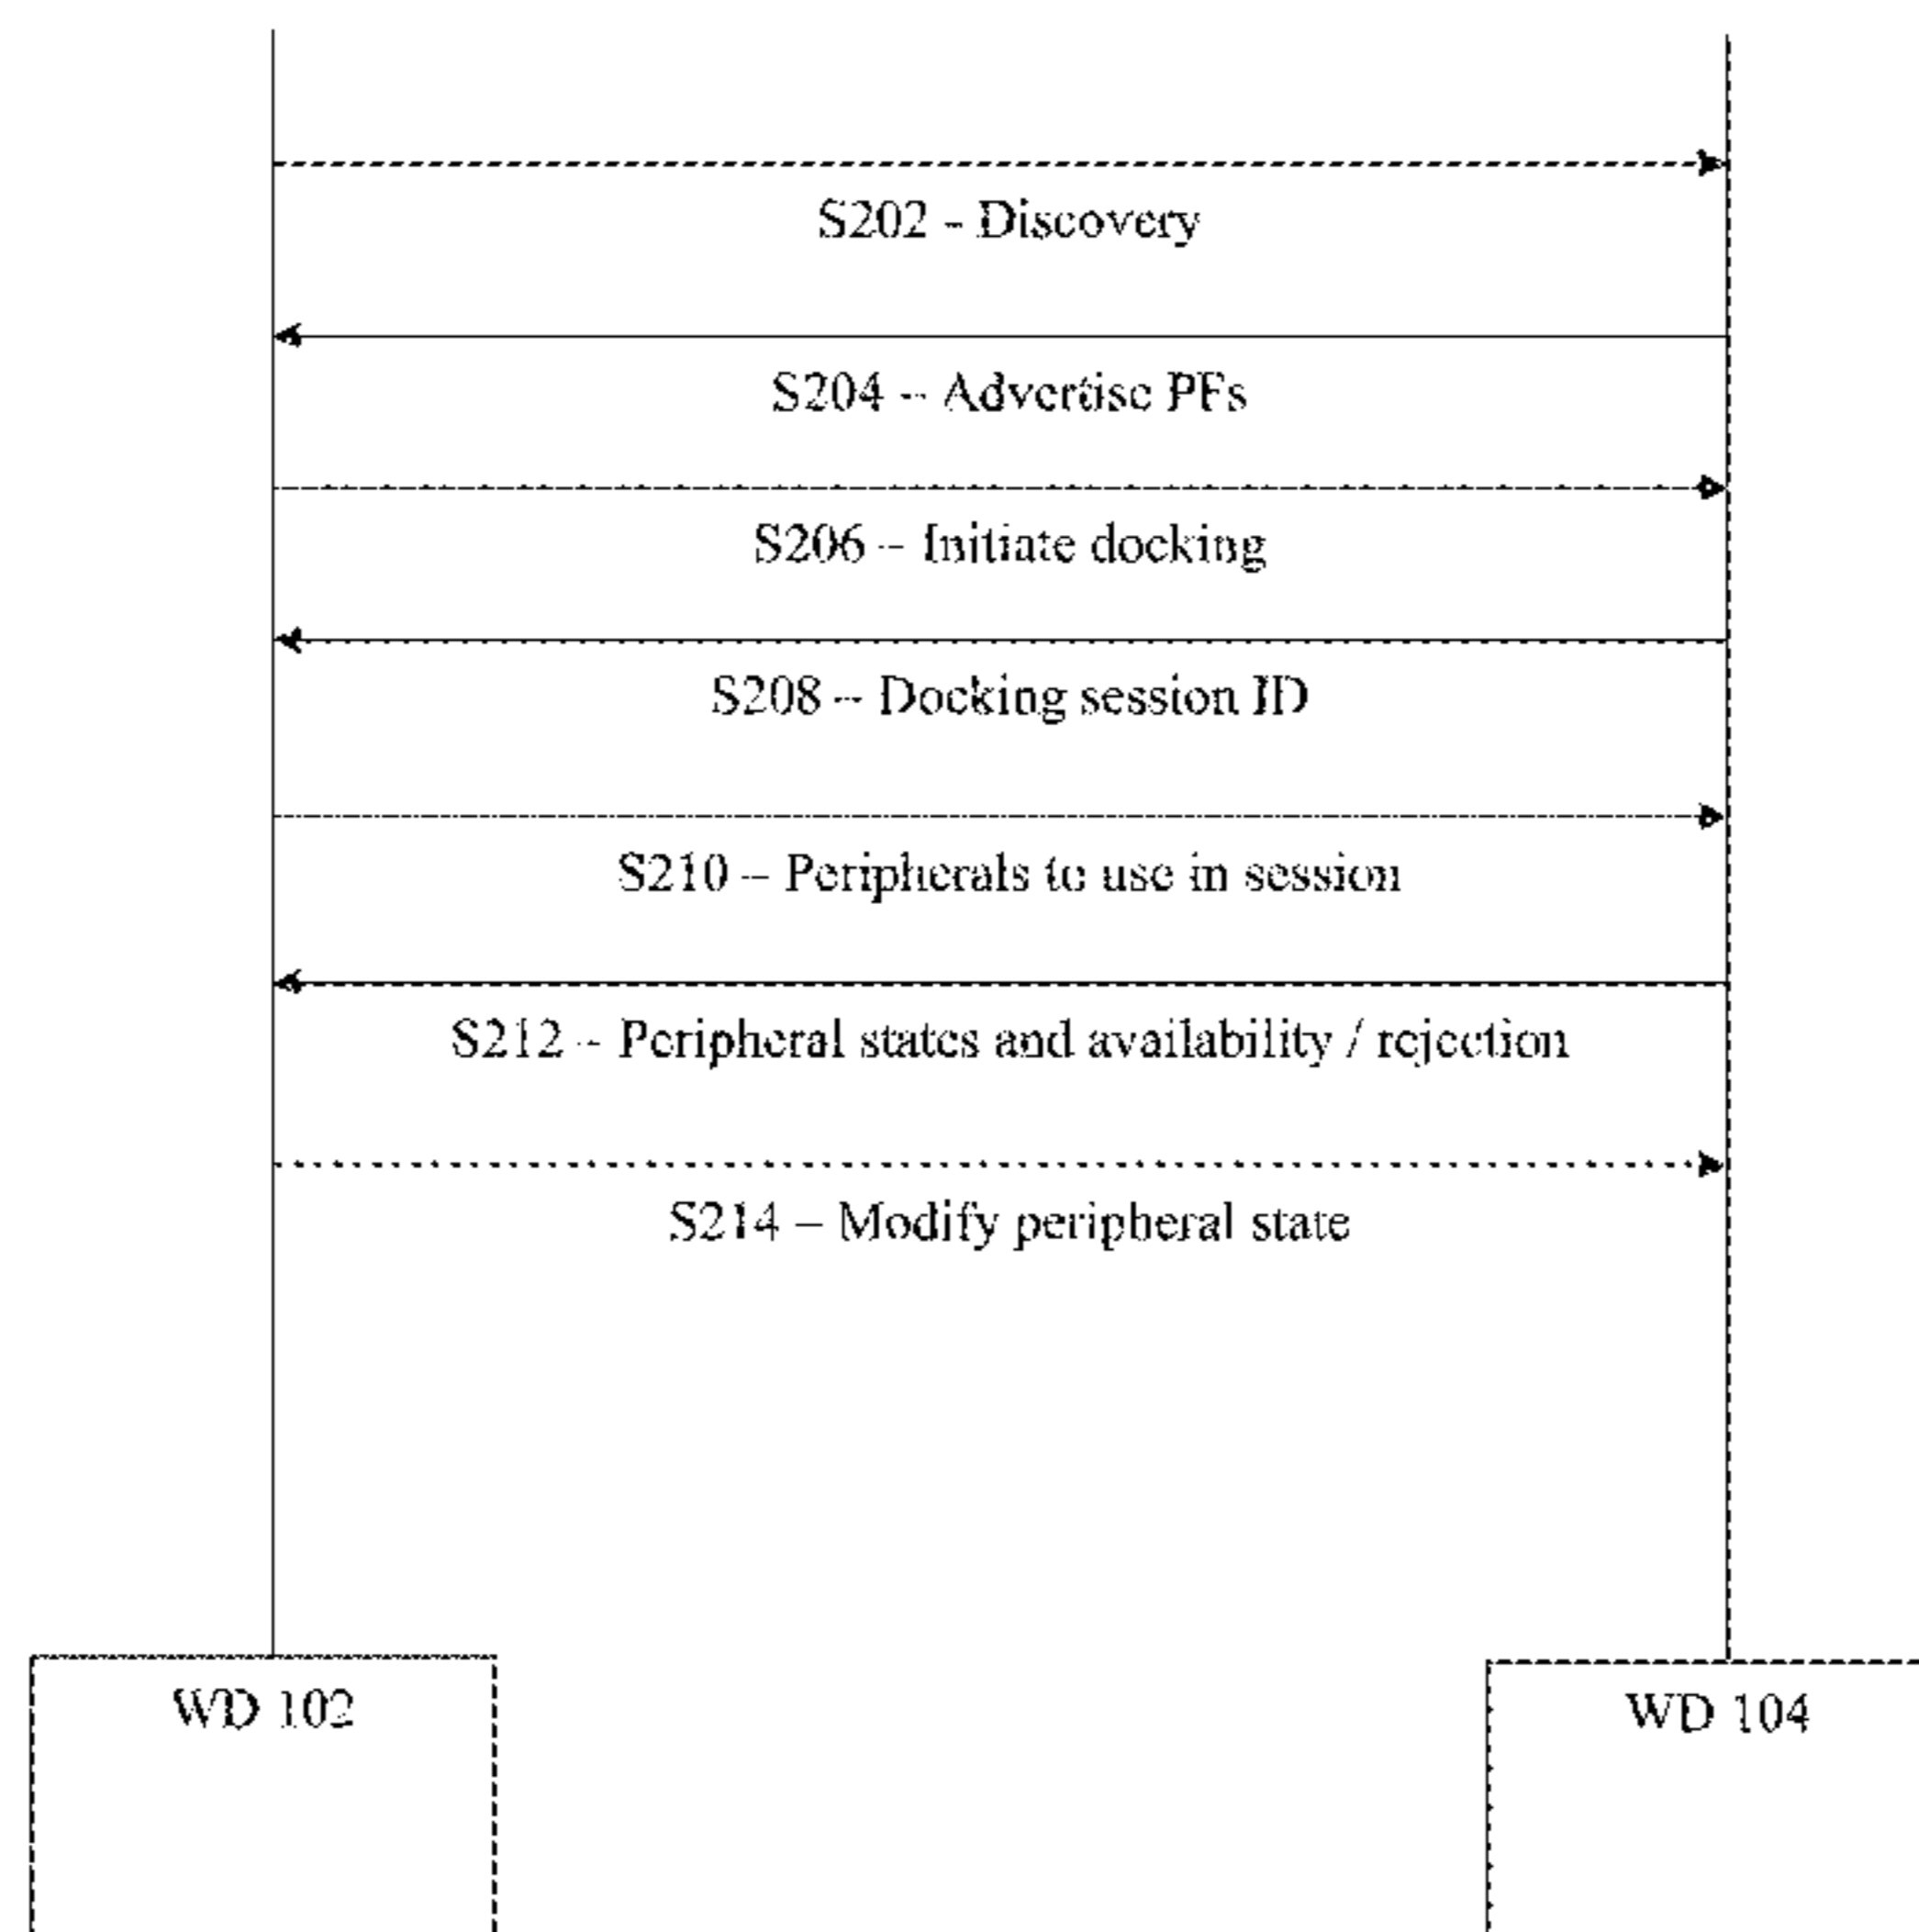 S202 - Discovery
S204 – Advertise PFs
S206 – Initiate docking
S208 – Docking session ID
S210 – Peripherals to use in session
S212 – Peripheral states and availability / rejection
S214 – Modify peripheral state
WD 102
WD 104